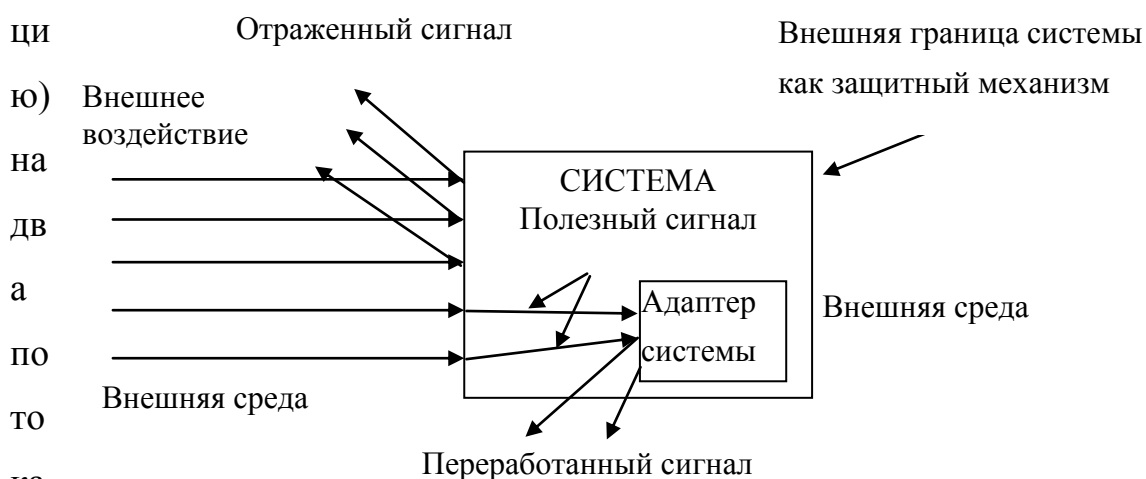 ци
ю)
на
дв
а
по
то
Отраженный сигнал
Внешняя граница системы
как защитный механизм
Внешнее
воздействие
СИСТЕМА
Полезный сигнал
Адаптер
системы
Внешняя среда
Внешняя среда
Переработанный сигнал